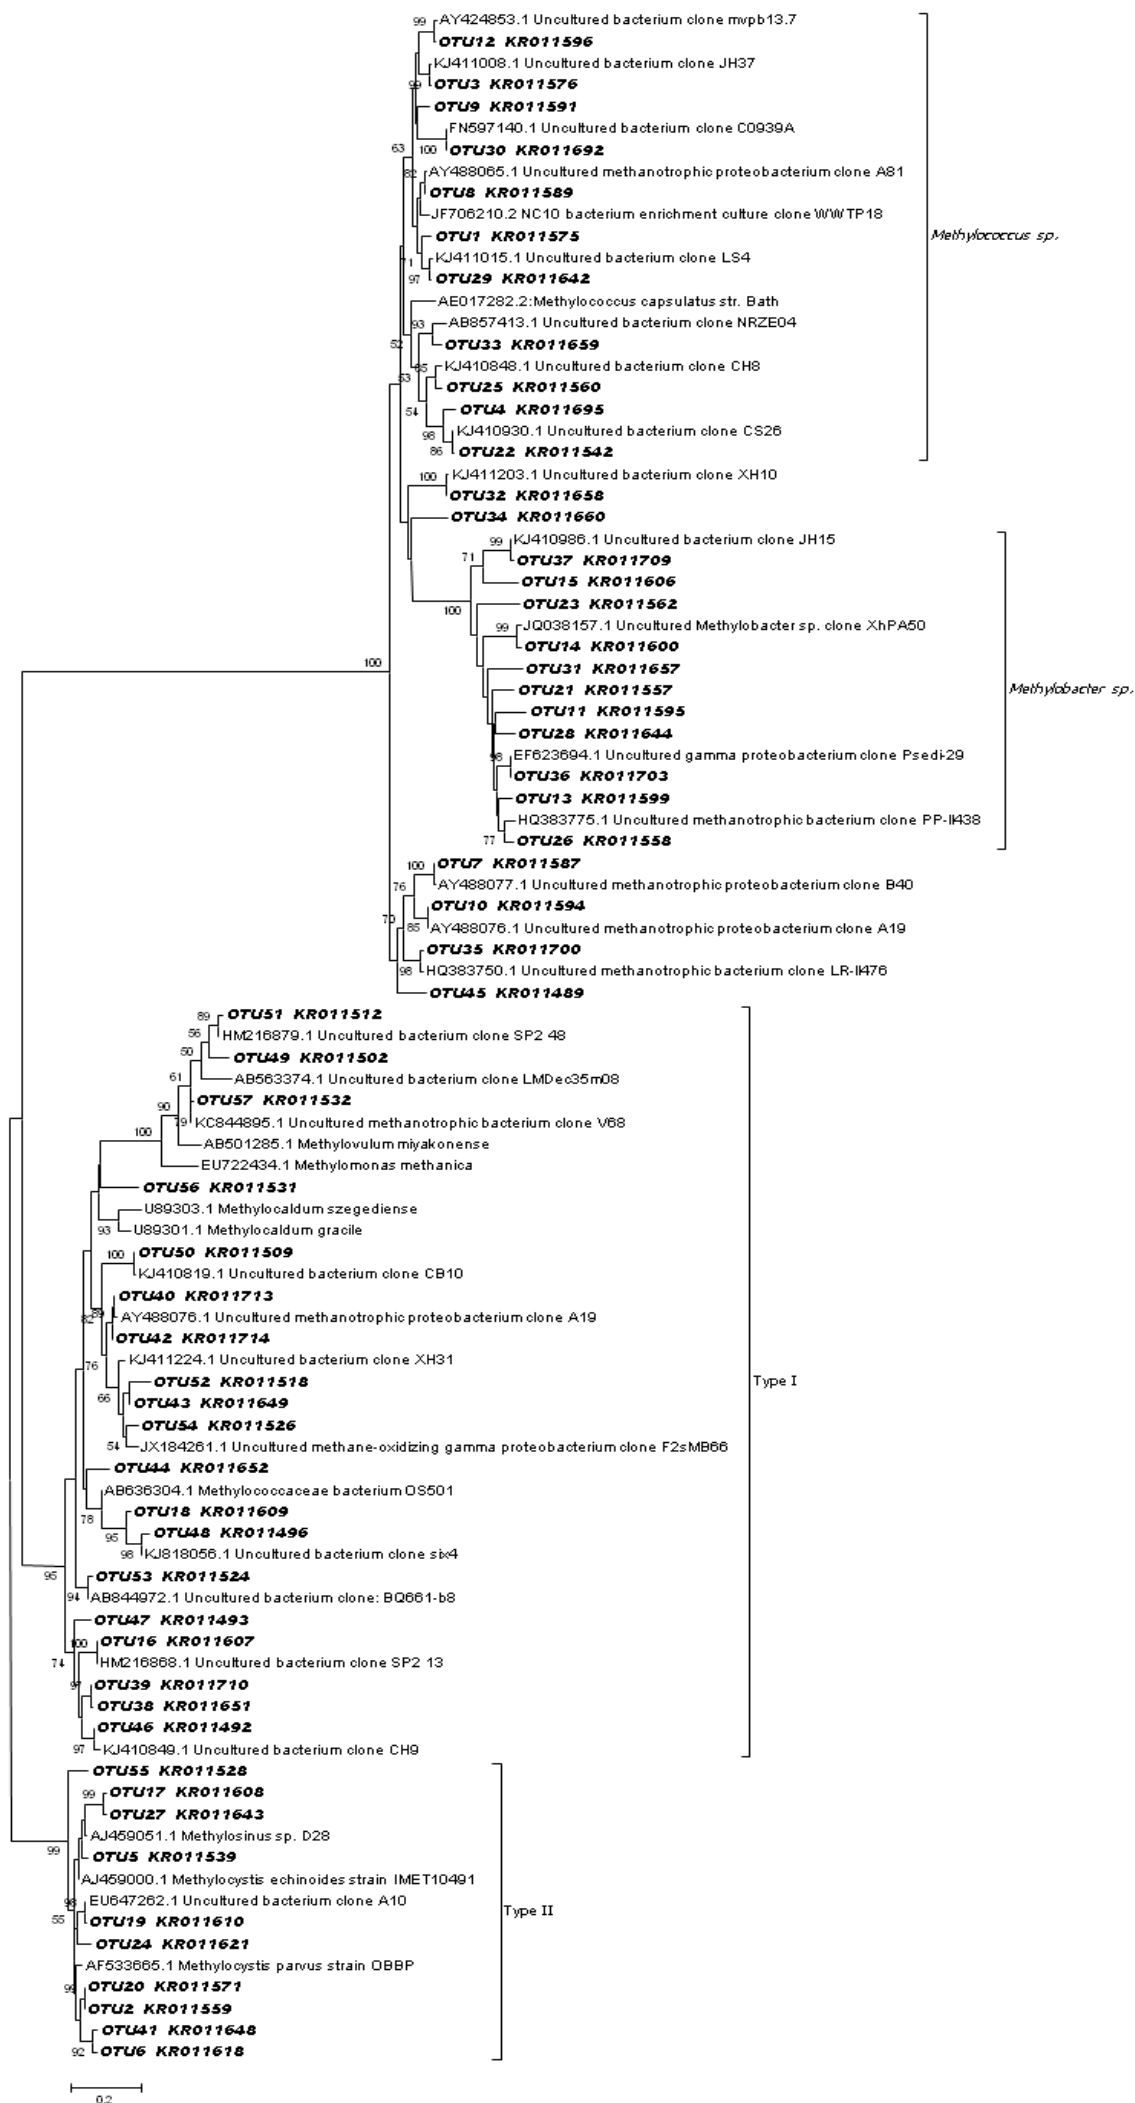 99
AY424853.1 Uncultured bacterium clone mvpb13.7
OTU12 KR011596
KJ411008.1 Uncultured bacterium clone JH37
99
OTU3 KR011576
OTU9 KR011591
FN597140.1 Uncultured bacterium clone C0939A
63
100
OTU30 KR011692
82
AY488065.1 Uncultured methanotrophic proteobacterium clone A81
OTU8 KR011589
JF706210.2 NC10 bacterium enrichment culture clone WWTP18
OTU1 KR011575
Methylococcus sp.
71
KJ411015.1 Uncultured bacterium clone LS4
97
OTU29 KR011642
AE017282.2:Methylococcus capsulatus str. Bath
93
AB857413.1 Uncultured bacterium clone NRZE04
52
OTU33 KR011659
KJ410848.1 Uncultured bacterium clone CH8
53
OTU25 KR011560
54
OTU4 KR011695
98
KJ410930.1 Uncultured bacterium clone CS26
86
OTU22 KR011542
100
KJ411203.1 Uncultured bacterium clone XH10
OTU32 KR011658
OTU34 KR011660
99
KJ410986.1 Uncultured bacterium clone JH15
71
OTU37 KR011709
OTU15 KR011606
100
OTU23 KR011562
99
JQ038157.1 Uncultured Methylobacter sp. clone XhPA50
OTU14 KR011600
100
OTU31 KR011657
OTU21 KR011557
Methylobacter sp.
OTU11 KR011595
OTU28 KR011644
98
EF623694.1 Uncultured gamma proteobacterium clone Psedi-29
OTU36 KR011703
OTU13 KR011599
HQ383775.1 Uncultured methanotrophic bacterium clone PP-II438
77
OTU26 KR011558
100
OTU7 KR011587
76
AY488077.1 Uncultured methanotrophic proteobacterium clone B40
OTU10 KR011594
70
85
AY488076.1 Uncultured methanotrophic proteobacterium clone A19
OTU35 KR011700
98
HQ383750.1 Uncultured methanotrophic bacterium clone LR-II476
OTU45 KR011489
89
OTU51 KR011512
56
HM216879.1 Uncultured bacterium clone SP2 48
50
OTU49 KR011502
61
AB563374.1 Uncultured bacterium clone LMDec35m08
90
OTU57 KR011532
79
KC844895.1 Uncultured methanotrophic bacterium clone V68
100
AB501285.1 Methylovulum miyakonense
EU722434.1 Methylomonas methanica
OTU56 KR011531
U89303.1 Methylocaldum szegediense
93
U89301.1 Methylocaldum gracile
100
OTU50 KR011509
KJ410819.1 Uncultured bacterium clone CB10
OTU40 KR011713
82
89
AY488076.1 Uncultured methanotrophic proteobacterium clone A19
OTU42 KR011714
76
KJ411224.1 Uncultured bacterium clone XH31
OTU52 KR011518
Type I
66
OTU43 KR011649
OTU54 KR011526
54
JX184261.1 Uncultured methane-oxidizing gamma proteobacterium clone F2sMB66
OTU44 KR011652
AB636304.1 Methylococcaceae bacterium OS501
78
OTU18 KR011609
95
OTU48 KR011496
98
KJ818056.1 Uncultured bacterium clone six4
95
OTU53 KR011524
94
AB844972.1 Uncultured bacterium clone: BQ661-b8
OTU47 KR011493
100
OTU16 KR011607
74
HM216868.1 Uncultured bacterium clone SP2 13
97
OTU39 KR011710
OTU38 KR011651
OTU46 KR011492
97
KJ410849.1 Uncultured bacterium clone CH9
OTU55 KR011528
99
OTU17 KR011608
OTU27 KR011643
AJ459051.1 Methylosinus sp. D28
99
OTU5 KR011539
AJ459000.1 Methylocystis echinoides strain IMET10491
98
EU647262.1 Uncultured bacterium clone A10
Type II
55
OTU19 KR011610
OTU24 KR011621
AF533665.1 Methylocystis parvus strain OBBP
99
OTU20 KR011571
OTU2 KR011559
OTU41 KR011648
92
OTU6 KR011618
0.2